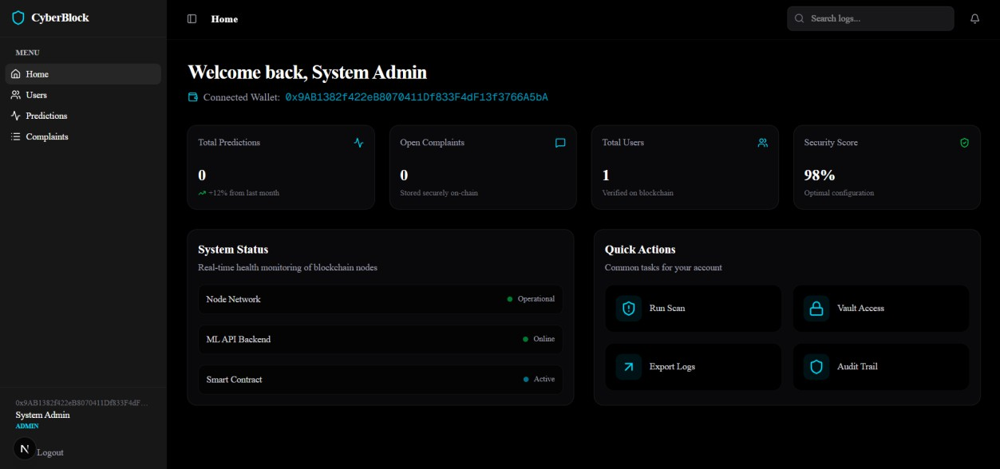 CyberBlock
MENU
Home
Users
Predictions
Complaints
0x9AB1382f422eB8070411Df833F4dF...
System Admin
ADMIN
N
Logout
Home
Search logs...
Welcome back, System Admin
Connected Wallet: 0x9AB1382f422eB8070411Df833F4dF13f3766A5bA
Total Predictions
0
+12% from last month
Open Complaints
0
Stored securely on-chain
Total Users
1
Verified on blockchain
Security Score
98%
Optimal configuration
System Status
Real-time health monitoring of blockchain nodes
Node Network Operational
ML API Backend Online
Smart Contract Active
Quick Actions
Common tasks for your account
Run Scan
Vault Access
Export Logs
Audit Trail